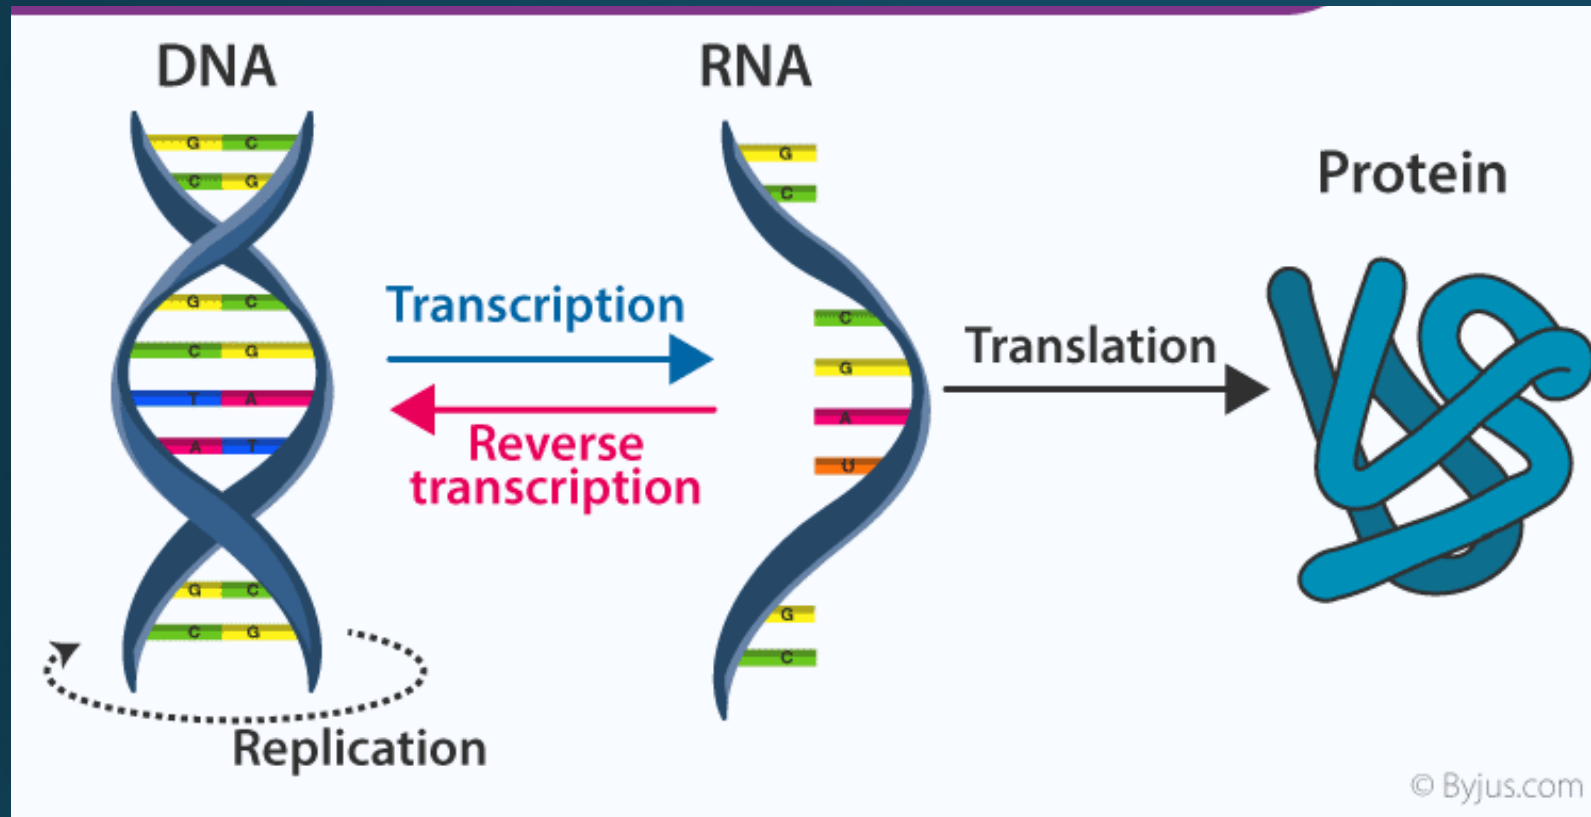 DNA
RNA
Protein
G C
C G
G C
C G
T A
A T
G C
C G
Transcription
Reverse
transcription
G
C
C
G
A
U
G
C
Translation
Replication
© Byjus.com